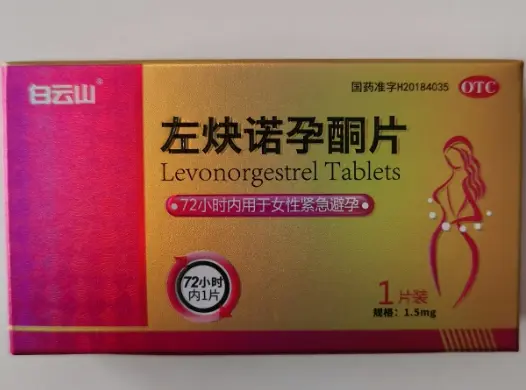 白云山®
国药准字H20184035
OTC
左炔诺孕酮片
Levonorgestrel Tablets
72小时内用于女性紧急避孕
72小时
内1片
1片装
规格：1.5mg